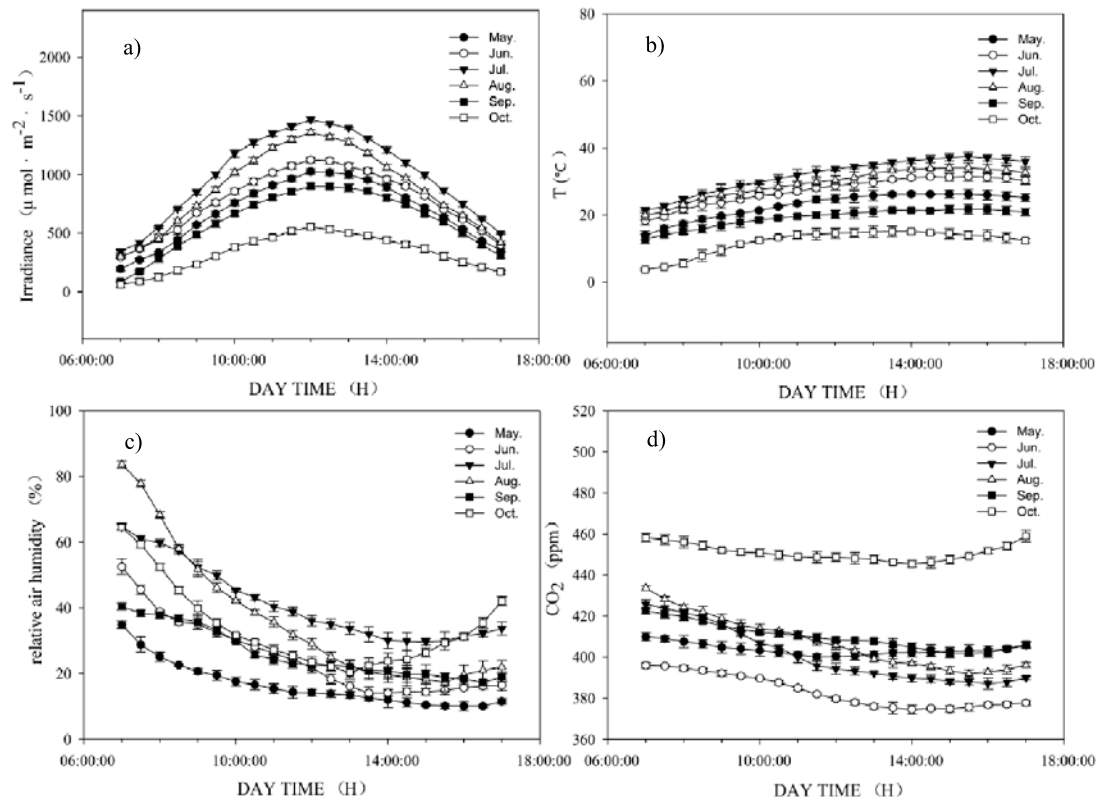 a)
2000
1500
1000
500
0
Irradiance (μ mol · m⁻² · s⁻¹)
May.
Jun.
Jul.
Aug.
Sep.
Oct.
06:00:00 10:00:00 14:00:00 18:00:00
DAY TIME (H)
b)
80
60
40
20
0
T (℃)
May.
Jun.
Jul.
Aug.
Sep.
Oct.
06:00:00 10:00:00 14:00:00 18:00:00
DAY TIME (H)
c)
100
80
60
40
20
0
relative air humidity (%)
May.
Jun.
Jul.
Aug.
Sep.
Oct.
06:00:00 10:00:00 14:00:00 18:00:00
DAY TIME (H)
d)
520
500
480
460
440
420
400
380
360
CO₂ (ppm)
May.
Jun.
Jul.
Aug.
Sep.
Oct.
06:00:00 10:00:00 14:00:00 18:00:00
DAY TIME (H)